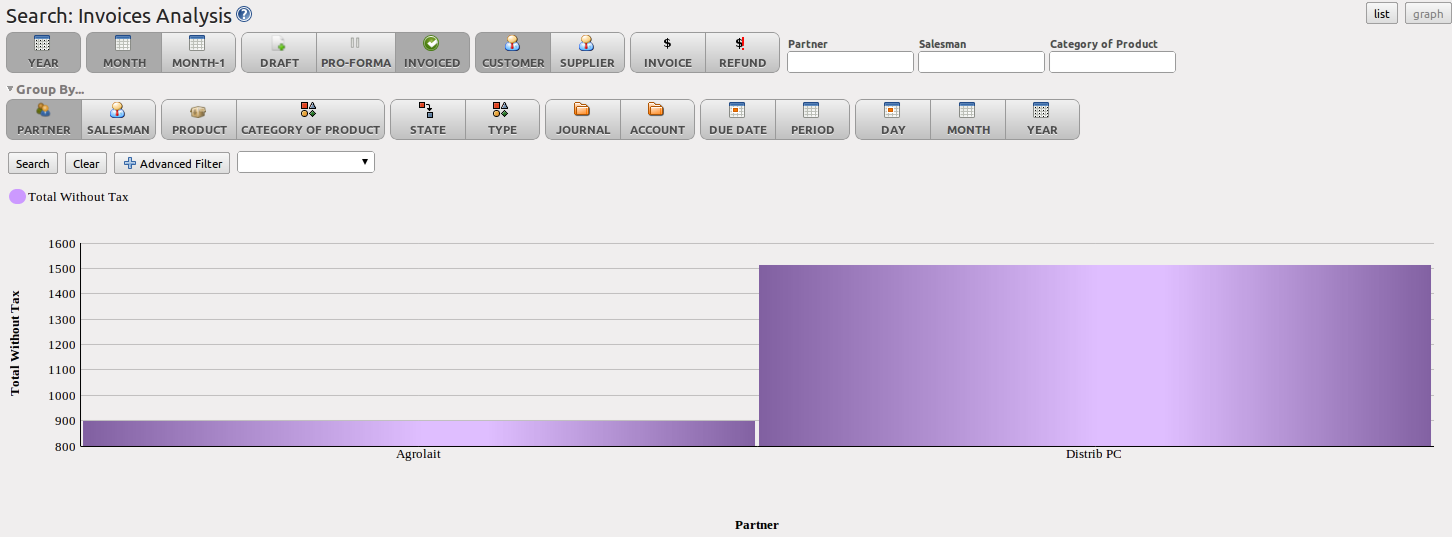 Search: Invoices Analysis ?
list graph
YEAR MONTH MONTH-1 DRAFT PRO-FORMA INVOICED CUSTOMER SUPPLIER $ INVOICE $! REFUND
Partner Salesman Category of Product
Group By...
PARTNER SALESMAN PRODUCT CATEGORY OF PRODUCT STATE TYPE JOURNAL ACCOUNT DUE DATE PERIOD DAY MONTH YEAR
Search Clear Advanced Filter
Total Without Tax
Total Without Tax
1600
1500
1400
1300
1200
1100
1000
900
800
Agrolait Distrib PC
Partner